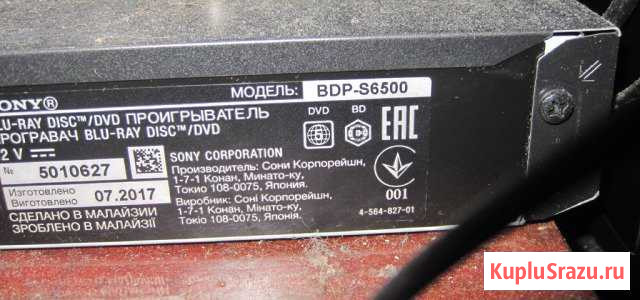 SONY®
МОДЕЛЬ: BDP-S6500
BLU-RAY DISC™/DVD ПРОИГРЫВАТЕЛЬ
ПРОГРАВАЧ BLU-RAY DISC™/DVD
2 V
DVD BD
5
EAC
№ 5010627
SONY CORPORATION
Изготовлено
Виготовлено 07.2017
Производитель: Сони Корпорейшн,
1-7-1 Конан, Минато-ку,
Токио 108-0075, Япония.
Виробник: Соні Корпорейшн,
1-7-1 Конан, Мінато-ку,
Токіо 108-0075, Японія.
001
СДЕЛАНО В МАЛАЙЗИИ
ЗРОБЛЕНО В МАЛАЙЗІЇ
4-564-827-01
KuplusRazu.ru